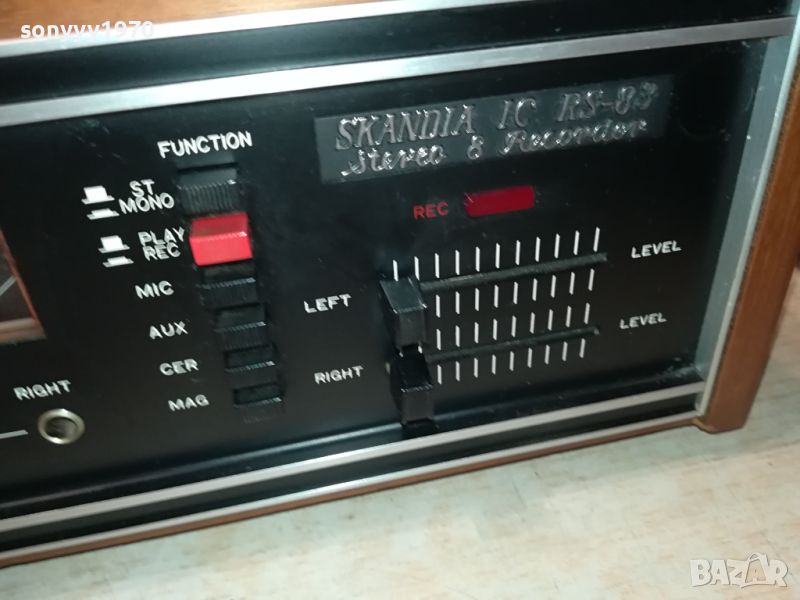 sonyvv1970
SKANDIA IC RS-83
Stereo 8 Recorder
FUNCTION
ST
MONO
PLAY
REC
MIC
AUX
CER
MAG
REC
LEFT
LEVEL
RIGHT
LEVEL
RIGHT
BAZAR